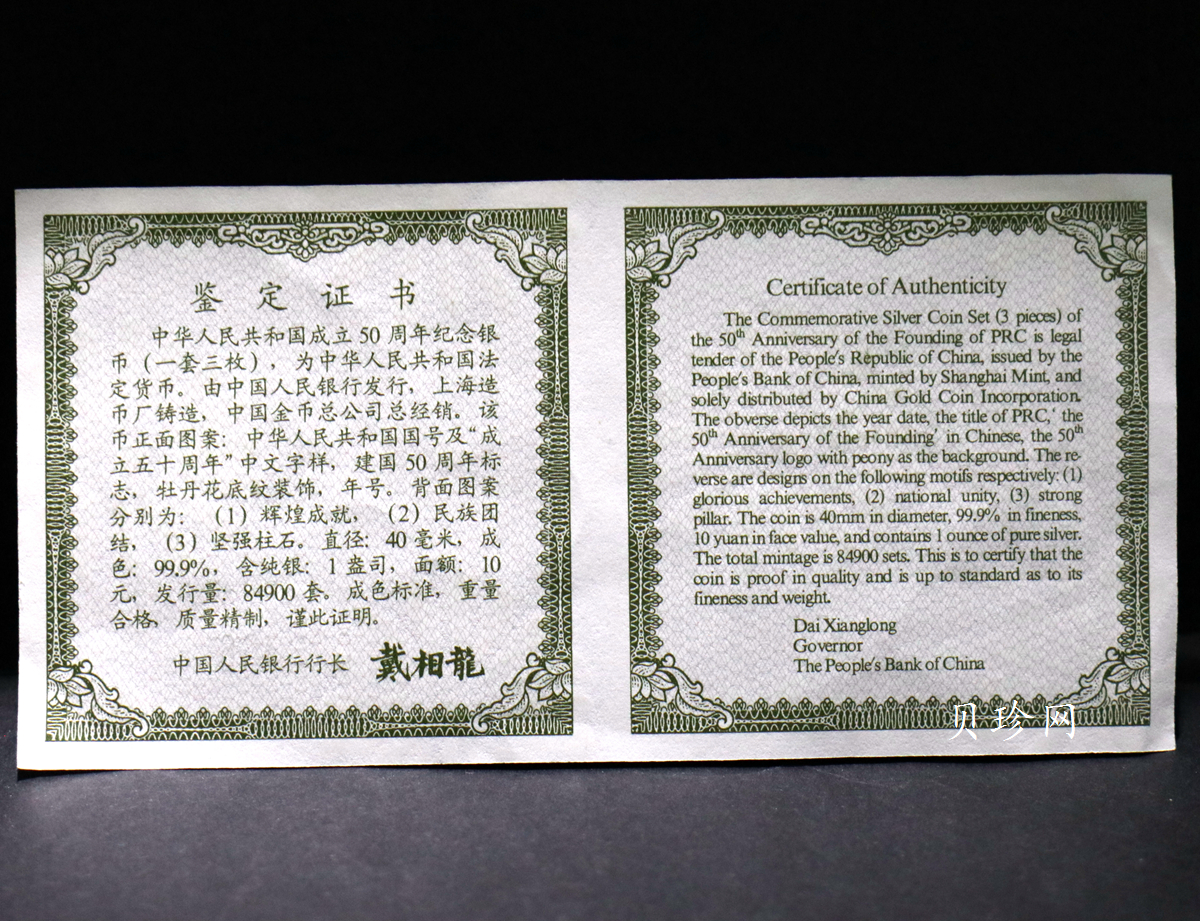 鉴定证书
中华人民共和国成立50周年纪念银
币（一套三枚），为中华人民共和国法
定货币。由中国人民银行发行，上海造
币厂铸造，中国金币总公司总经销。该
币正面图案：中华人民共和国国号及“成
立五十周年”中文字样，建国50周年标
志，牡丹花底纹装饰，年号。背面图案
分别为：（1）辉煌成就，（2）民族团
结，（3）坚强柱石。直径：40毫米，成
色：99.9%，含纯银：1盎司，面额：10
元，发行量：84900套。成色标准，重量
合格，质量精制，谨此证明。
中国人民银行行长 戴相龍
Certificate of Authenticity
The Commemorative Silver Coin Set (3 pieces) of
the 50th Anniversary of the Founding of PRC is legal
tender of the People's Republic of China, issued by the
People's Bank of China, minted by Shanghai Mint, and
solely distributed by China Gold Coin Incorporation.
The obverse depicts the year date, the title of PRC,‘ the
50th Anniversary of the Founding’ in Chinese, the 50th
Anniversary logo with peony as the background. The re-
verse are designs on the following motifs respectively: (1)
glorious achievements, (2) national unity, (3) strong
pillar. The coin is 40mm in diameter, 99.9% in fineness,
10 yuan in face value, and contains 1 ounce of pure silver.
The total mintage is 84900 sets. This is to certify that the
coin is proof in quality and is up to standard as to its
fineness and weight.
Dai Xianglong
Governor
The People's Bank of China
贝珍网